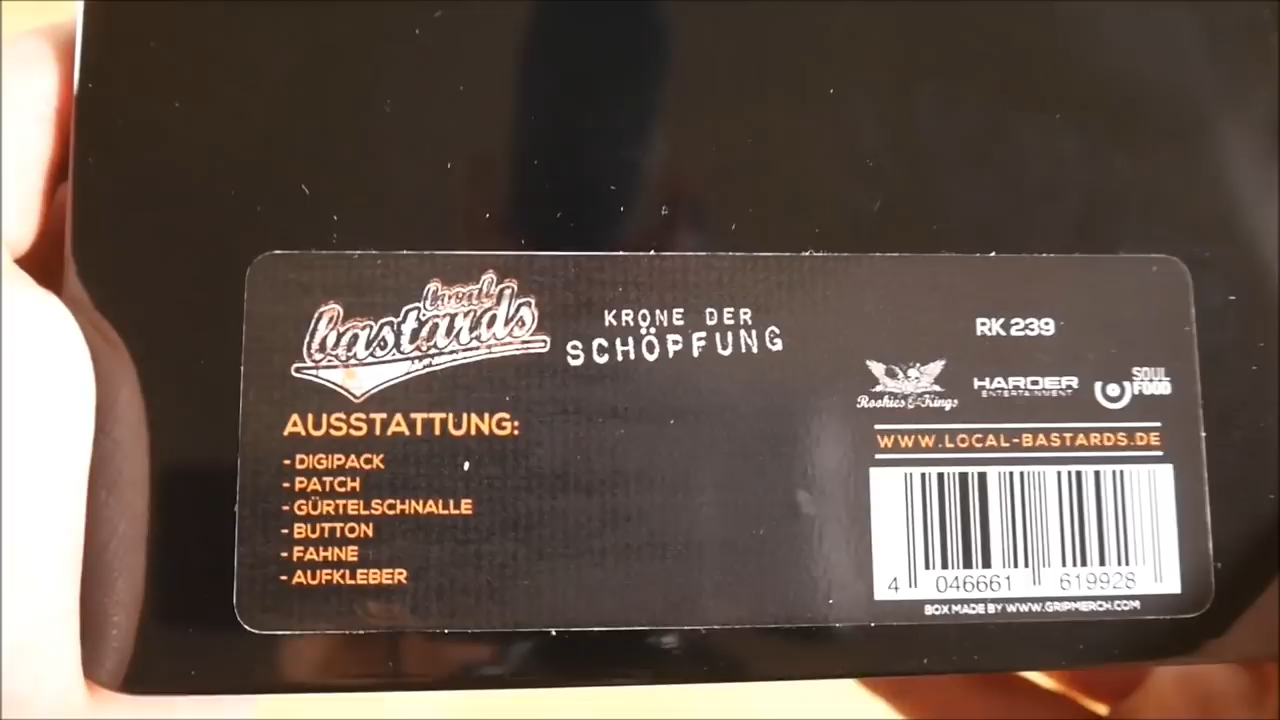 local
bastards
KRONE DER
SCHÖPFUNG
RK 239
Rookies & Kings
HARDER
ENTERTAINMENT
SOUL
FOOD
AUSSTATTUNG:
- DIGIPACK
- PATCH
- GÜRTELSCHNALLE
- BUTTON
- FAHNE
- AUFKLEBER
WWW.LOCAL-BASTARDS.DE
4 046661 619928
BOX MADE BY WWW.GRIPMERCH.COM